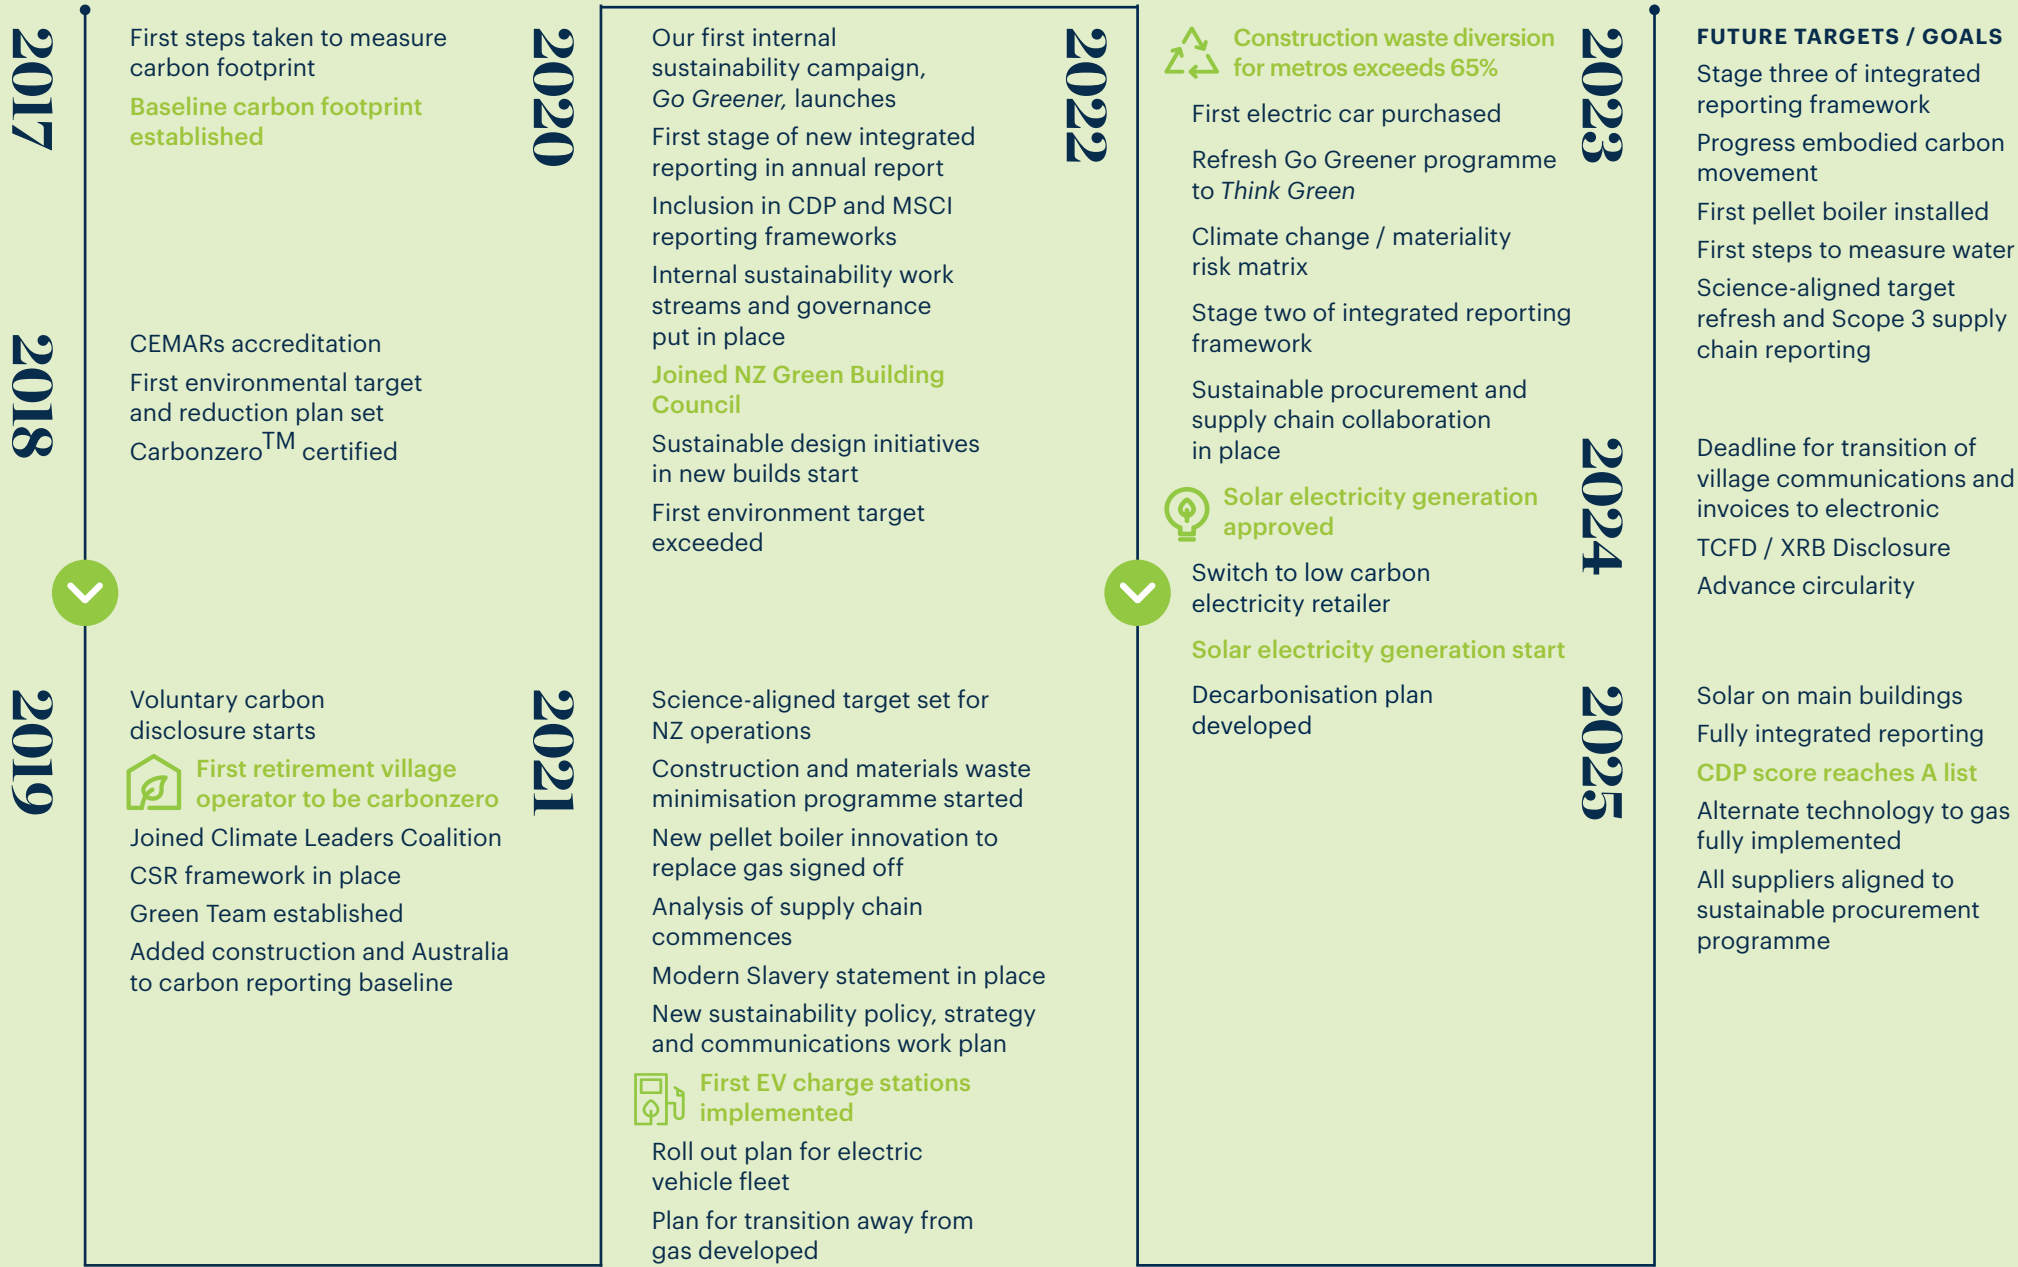 2017
First steps taken to measure
carbon footprint
Baseline carbon footprint
established
2018
CEMARs accreditation
First environmental target
and reduction plan set
Carbonzero™ certified
2019
Voluntary carbon
disclosure starts
First retirement village
operator to be carbonzero
Joined Climate Leaders Coalition
CSR framework in place
Green Team established
Added construction and Australia
to carbon reporting baseline
2020
Our first internal
sustainability campaign,
Go Greener, launches
First stage of new integrated
reporting in annual report
Inclusion in CDP and MSCI
reporting frameworks
Internal sustainability work
streams and governance
put in place
Joined NZ Green Building
Council
Sustainable design initiatives
in new builds start
First environment target
exceeded
2021
Science-aligned target set for
NZ operations
Construction and materials waste
minimisation programme started
New pellet boiler innovation to
replace gas signed off
Analysis of supply chain
commences
Modern Slavery statement in place
New sustainability policy, strategy
and communications work plan
First EV charge stations
implemented
Roll out plan for electric
vehicle fleet
Plan for transition away from
gas developed
2022
Construction waste diversion
for metros exceeds 65%
First electric car purchased
Refresh Go Greener programme
to Think Green
Climate change / materiality
risk matrix
Stage two of integrated reporting
framework
Sustainable procurement and
supply chain collaboration
in place
Solar electricity generation
approved
Switch to low carbon
electricity retailer
Solar electricity generation start
Decarbonisation plan
developed
2023
FUTURE TARGETS / GOALS
Stage three of integrated
reporting framework
Progress embodied carbon
movement
First pellet boiler installed
First steps to measure water
Science-aligned target
refresh and Scope 3 supply
chain reporting
2024
Deadline for transition of
village communications and
invoices to electronic
TCFD / XRB Disclosure
Advance circularity
2025
Solar on main buildings
Fully integrated reporting
CDP score reaches A list
Alternate technology to gas
fully implemented
All suppliers aligned to
sustainable procurement
programme